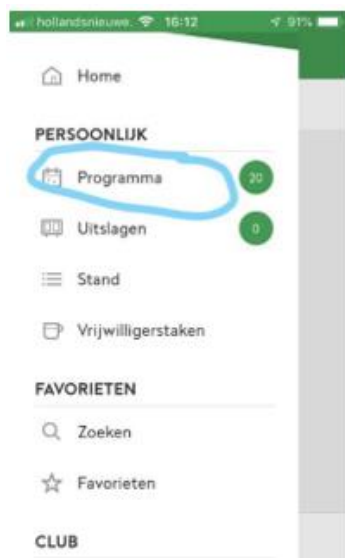 hollandsnieuwe. 16:12 91%
Home
PERSOONLIJK
Programma 20
Uitslagen 0
Stand
Vrijwilligerstaken
FAVORIETEN
Zoeken
Favorieten
CLUB